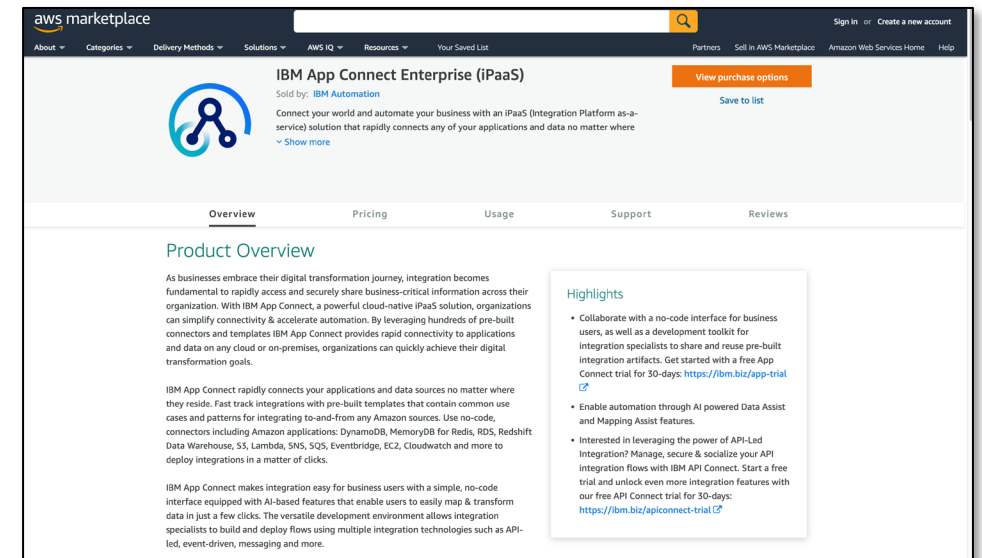 aws marketplace
Sign in or Create a new account
About Categories Delivery Methods Solutions AWS IQ Resources Your Saved List Partners Sell in AWS Marketplace Amazon Web Services Home Help
IBM App Connect Enterprise (iPaaS)
Sold by: IBM Automation
Connect your world and automate your business with an iPaaS (Integration Platform as-a-
service) solution that rapidly connects any of your applications and data no matter where
Show more
View purchase options
Save to list
Overview Pricing Usage Support Reviews
Product Overview
As businesses embrace their digital transformation journey, integration becomes
fundamental to rapidly access and securely share business-critical information across their
organization. With IBM App Connect, a powerful cloud-native iPaaS solution, organizations
can simplify connectivity & accelerate automation. By leveraging hundreds of pre-built
connectors and templates IBM App Connect provides rapid connectivity to applications
and data on any cloud or on-premises, organizations can quickly achieve their digital
transformation goals.
IBM App Connect rapidly connects your applications and data sources no matter where
they reside. Fast track integrations with pre-built templates that contain common use
cases and patterns for integrating to-and-from any Amazon sources. Use no-code,
connectors including Amazon applications: DynamoDB, MemoryDB for Redis, RDS, Redshift
Data Warehouse, S3, Lambda, SNS, SQS, Eventbridge, EC2, Cloudwatch and more to
deploy integrations in a matter of clicks.
IBM App Connect makes integration easy for business users with a simple, no-code
interface equipped with AI-based features that enable users to easily map & transform
data in just a few clicks. The versatile development environment allows integration
specialists to build and deploy flows using multiple integration technologies such as API-
led, event-driven, messaging and more.
Highlights
• Collaborate with a no-code interface for business
users, as well as a development toolkit for
integration specialists to share and reuse pre-built
integration artifacts. Get started with a free App
Connect trial for 30-days: https://ibm.biz/app-trial
• Enable automation through AI powered Data Assist
and Mapping Assist features.
• Interested in leveraging the power of API-Led
Integration? Manage, secure & socialize your API
integration flows with IBM API Connect. Start a free
trial and unlock even more integration features with
our free API Connect trial for 30-days:
https://ibm.biz/apiconnect-trial